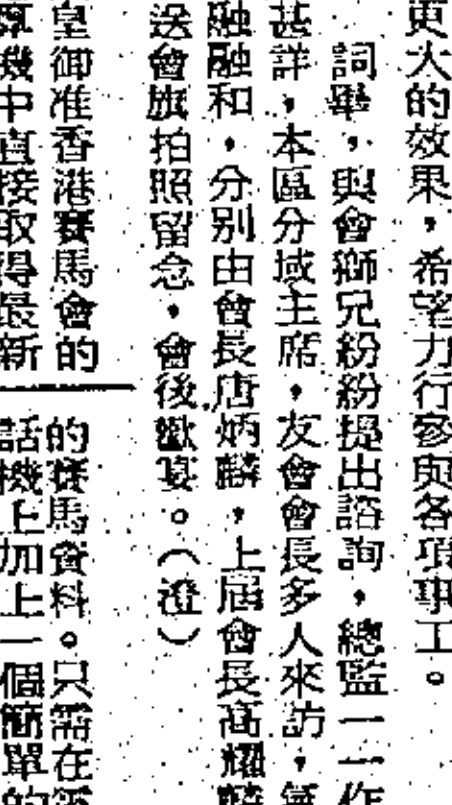 更大的效果，希望力行參與各項事工。
詞畢，與會獅兄紛紛提出諮詢，總監一一作
甚詳，本區分域主席，友會會長多人來訪，氣
融融和，分別由會長唐炳麟，上屆會長高耀
送會旗拍照留念，會後歡宴。（澄）
皇御准香港賽馬會的
算機中直接取得最新
的賽馬資料。只需在電
話機上加上一個簡單的